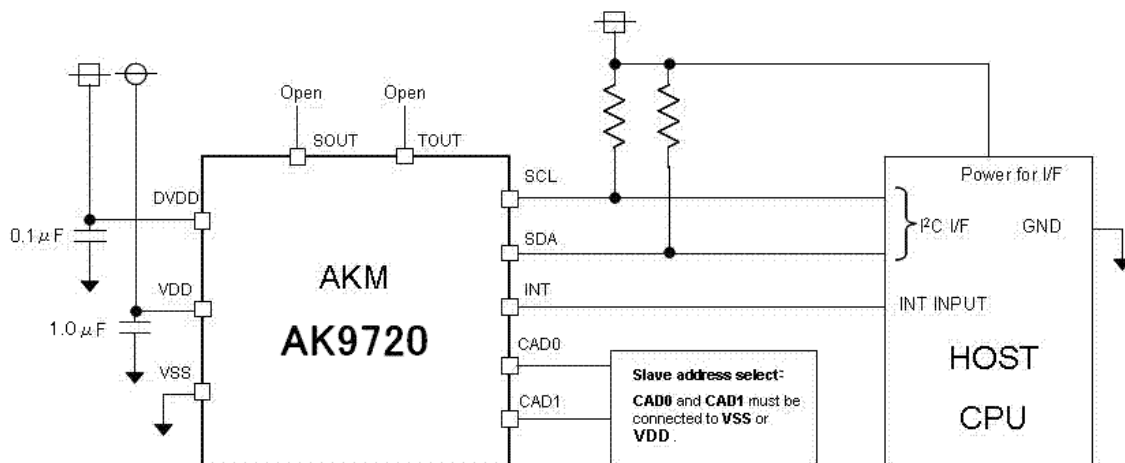 Open
Open
SOUT
TOUT
DVDD
0.1μF
VDD
1.0μF
VSS
AKM
AK9720
SCL
SDA
INT
CAD0
CAD1
Slave address select:
CAD0 and CAD1 must be
connected to VSS or
VDD.
Power for I/F
I²C I/F
GND
INT INPUT
HOST
CPU